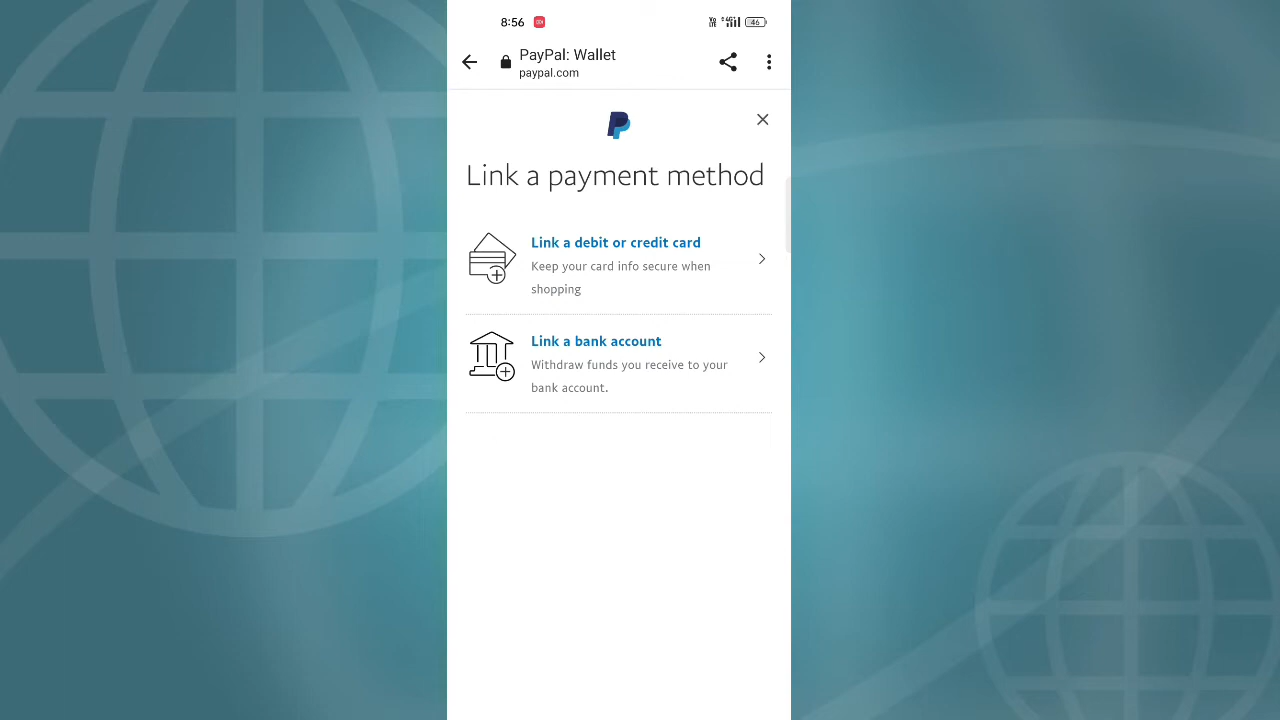 8:56
46
PayPal: Wallet
paypal.com
Link a payment method
Link a debit or credit card
Keep your card info secure when
shopping
Link a bank account
Withdraw funds you receive to your
bank account.